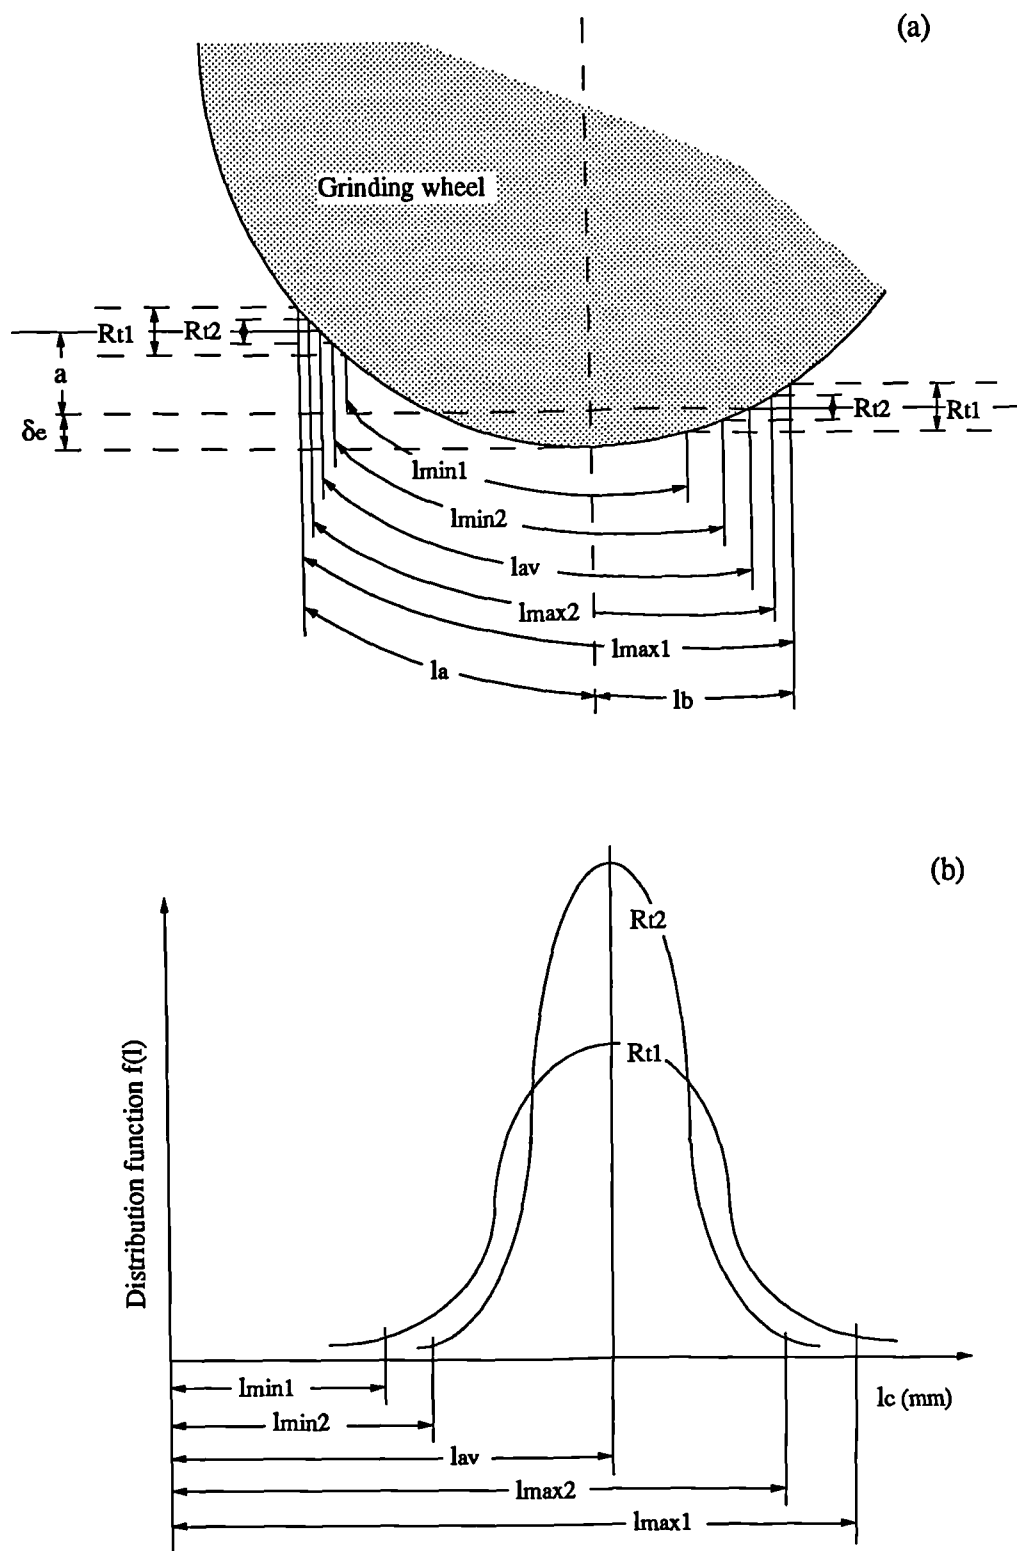 (a)
Grinding wheel
Rt1 Rt2
a
δe
Rt2 Rt1
lmin1
lmin2
lav
lmax2
lmax1
la
lb
(b)
Rt2
Rt1
Distribution function f(l)
lmin1
lc (mm)
lmin2
lav
lmax2
lmax1